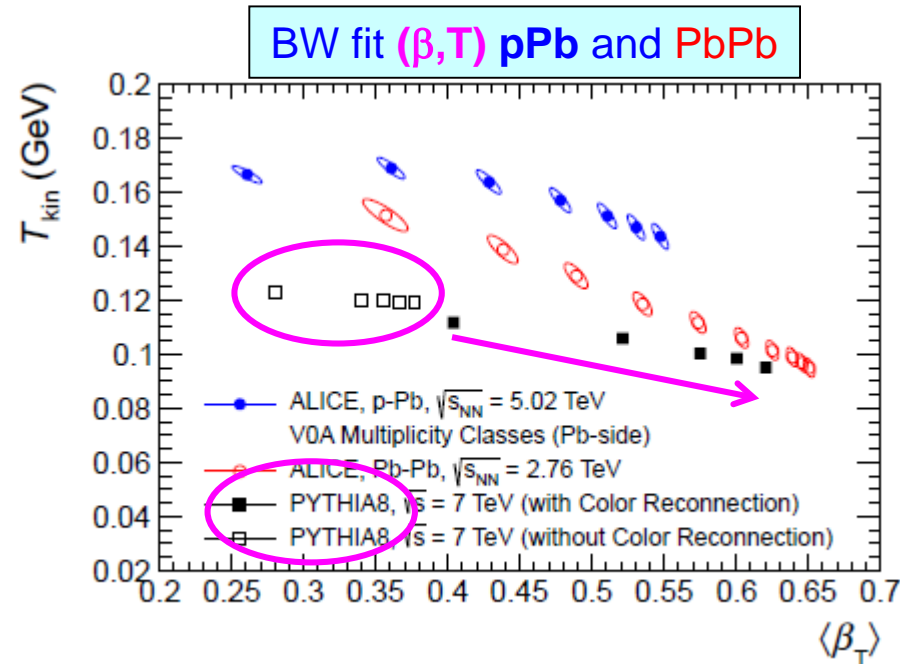 BW fit (β,T) pPb and PbPb
T_kin (GeV)
0.2
0.18
0.16
0.14
0.12
0.1
0.08
0.06
0.04
0.02
ALICE, p-Pb, √s_NN = 5.02 TeV
V0A Multiplicity Classes (Pb-side)
ALICE, Pb-Pb, √s_NN = 2.76 TeV
PYTHIA8, √s = 7 TeV (with Color Reconnection)
PYTHIA8, √s = 7 TeV (without Color Reconnection)
0.2 0.25 0.3 0.35 0.4 0.45 0.5 0.55 0.6 0.65 0.7
⟨β_T⟩